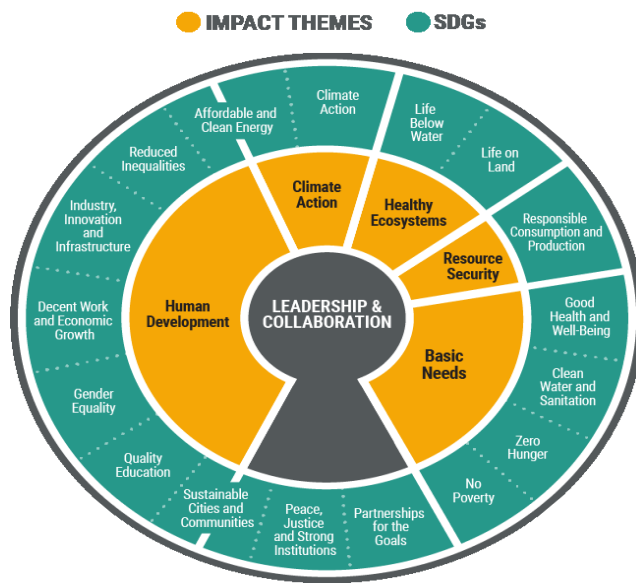 IMPACT THEMES
SDGs
Affordable and
Clean Energy
Climate
Action
Life
Below
Water
Life on
Land
Responsible
Consumption and
Production
Good
Health and
Well-Being
Clean
Water and
Sanitation
Zero
Hunger
No
Poverty
Partnerships
for the
Goals
Peace,
Justice
and Strong
Institutions
Sustainable
Cities and
Communities
Quality
Education
Gender
Equality
Decent Work
and Economic
Growth
Industry,
Innovation
and
Infrastructure
Reduced
Inequalities
Climate
Action
Healthy
Ecosystems
Resource
Security
Basic
Needs
Human
Development
LEADERSHIP &
COLLABORATION